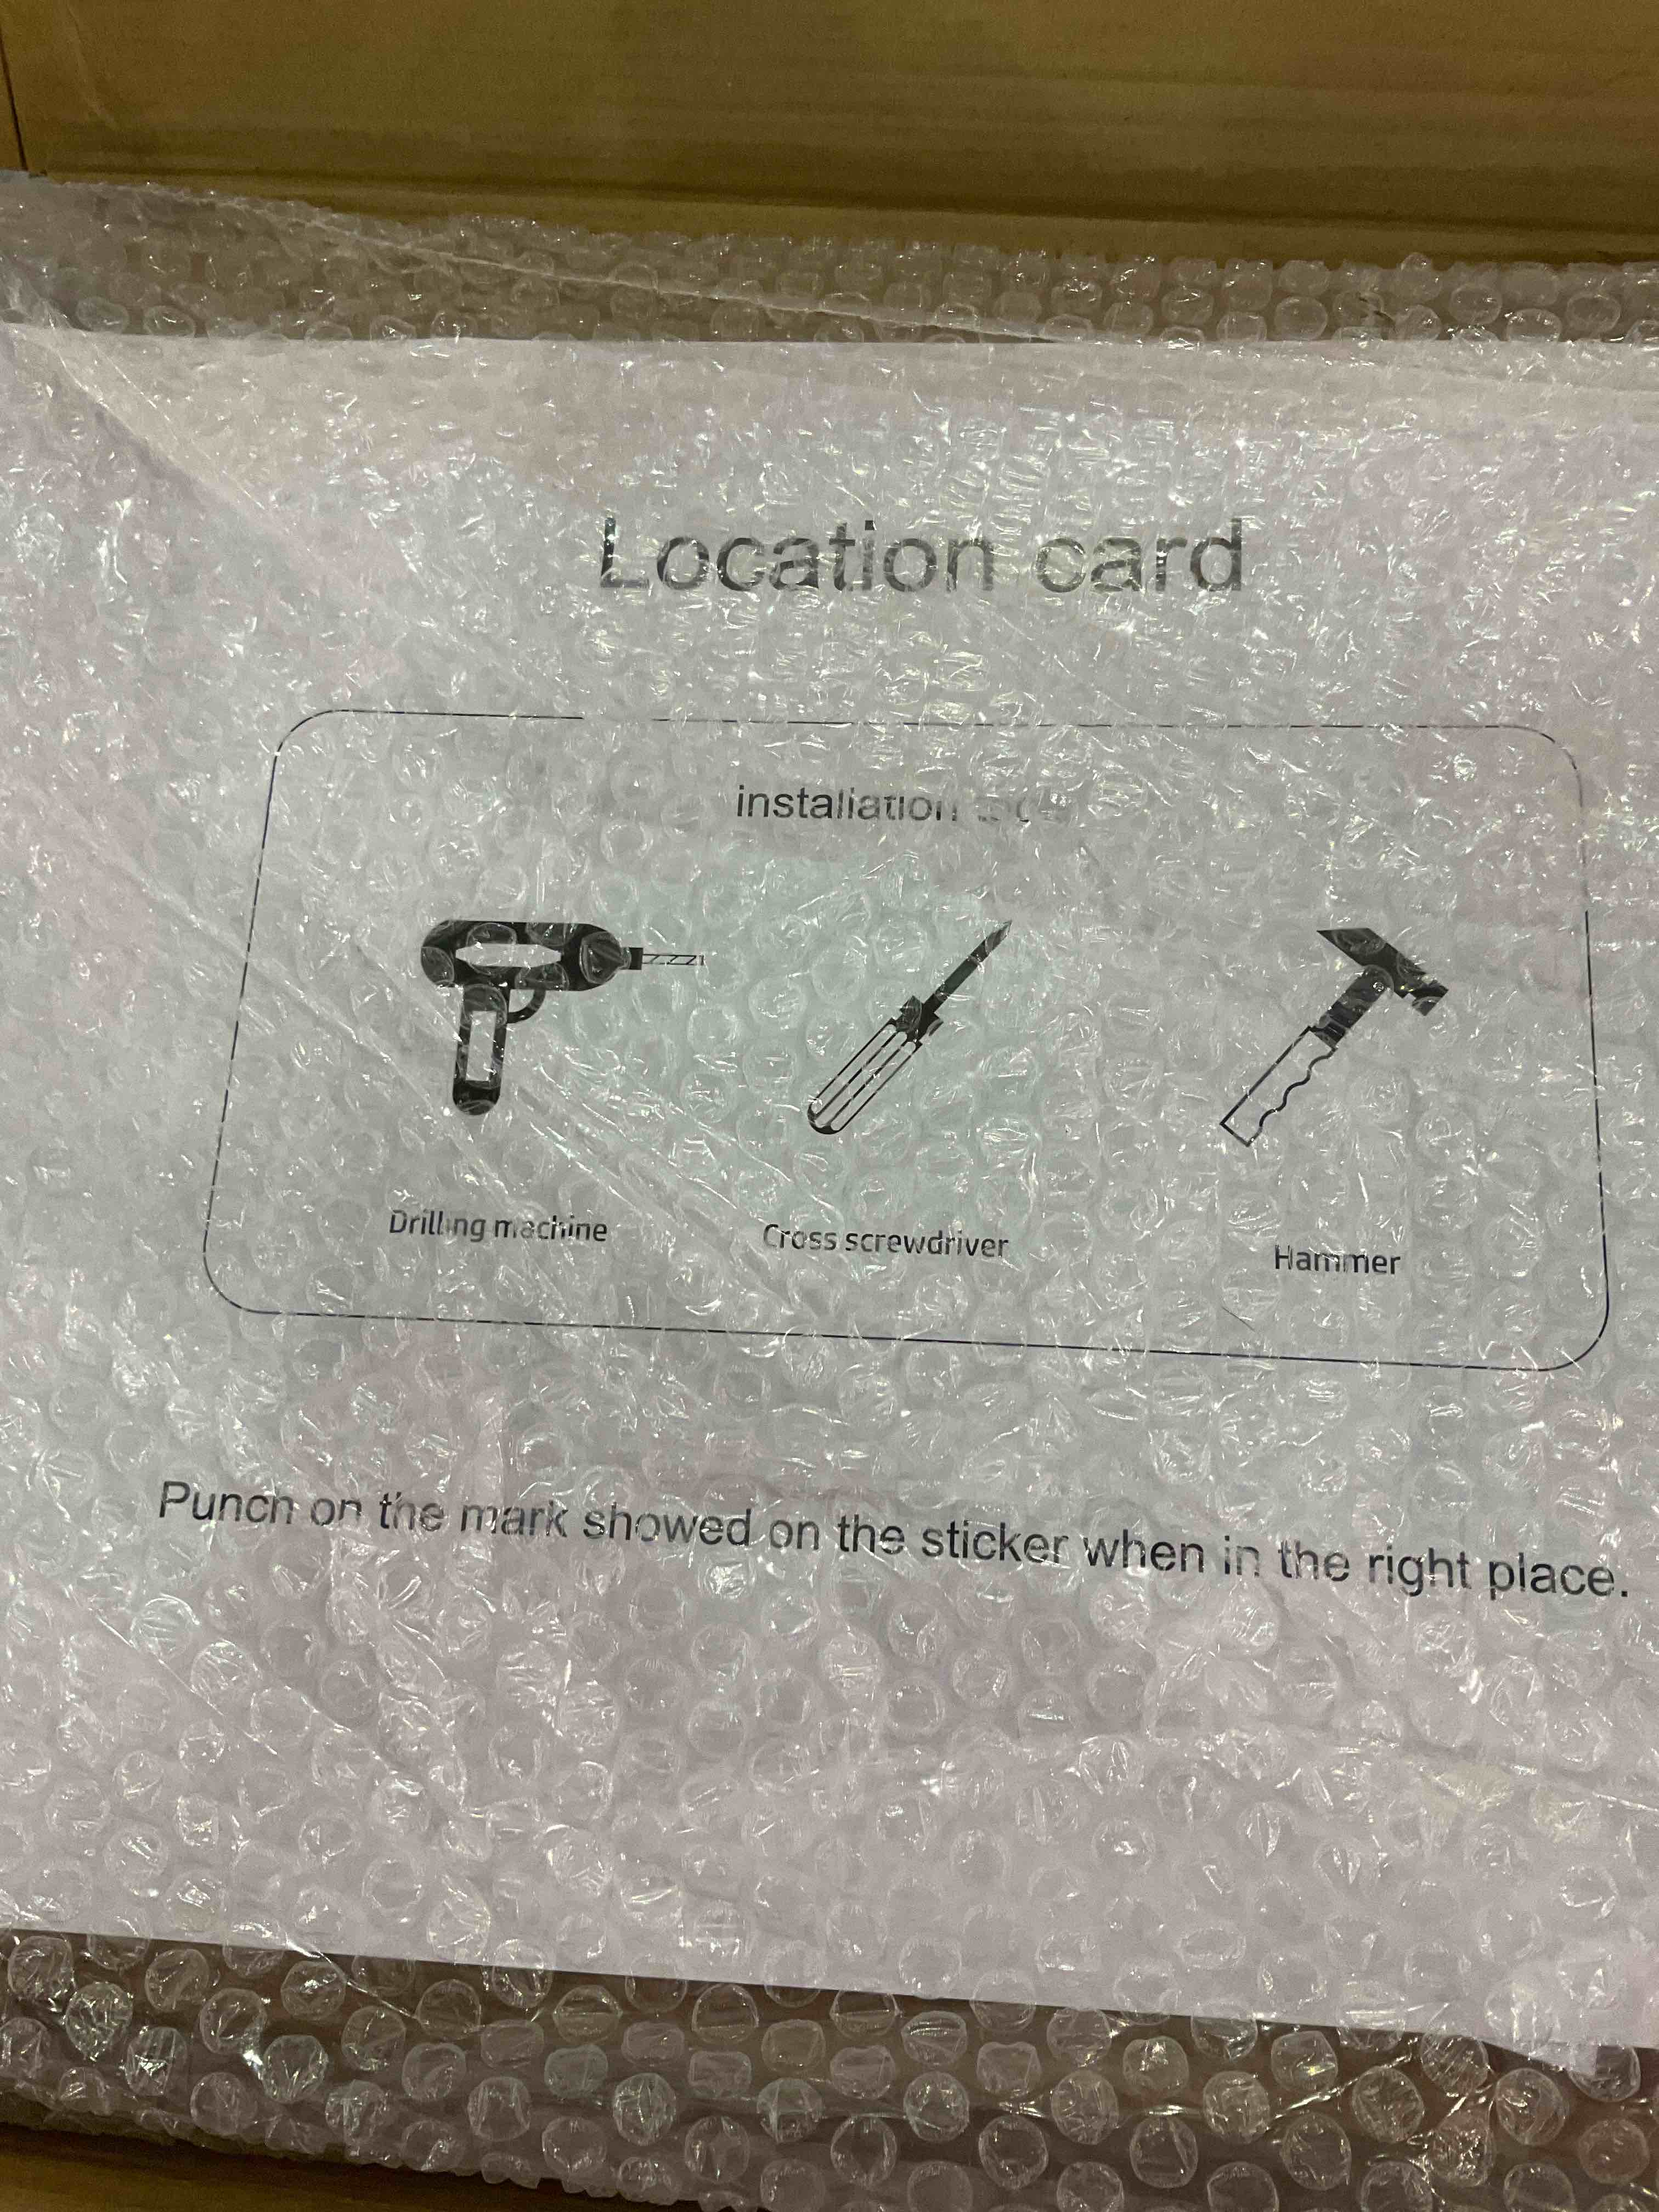 Location card
installation
Drilling machine
Cross screwdriver
Hammer
Punch on the mark showed on the sticker when in the right place.